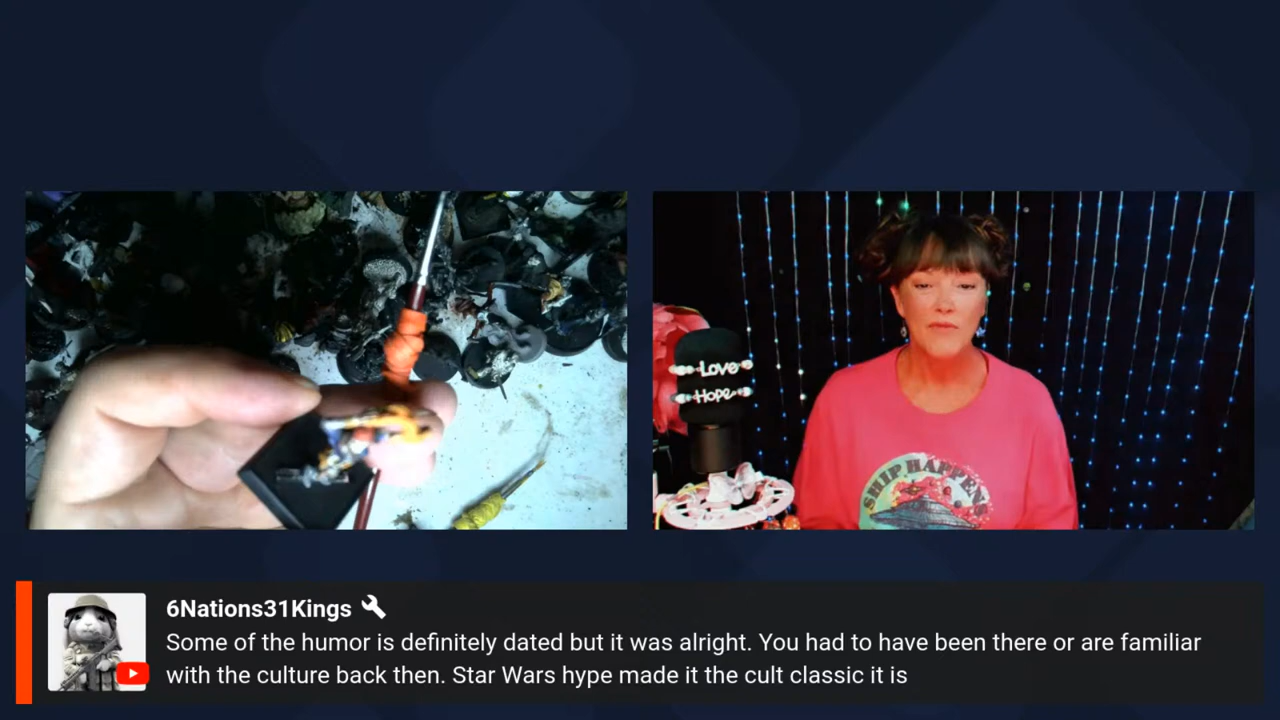 Love
Hope
SHIP HAPPENS
6Nations31Kings
Some of the humor is definitely dated but it was alright. You had to have been there or are familiar
with the culture back then. Star Wars hype made it the cult classic it is